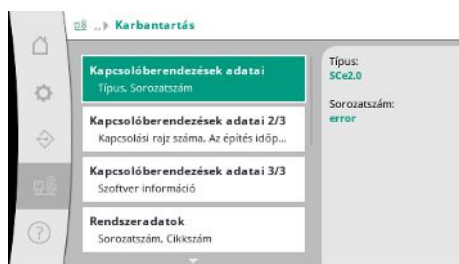 ..▸ Karbantartás
Kapcsolóberendezések adatai
Típus, Sorozatszám
Kapcsolóberendezések adatai 2/3
Kapcsolási rajz száma, Az építés időp...
Kapcsolóberendezések adatai 3/3
Szoftver információ
Rendszeradatok
Sorozatszám, Cikkszám
Típus:
SCe2.0
Sorozatszám:
error
?